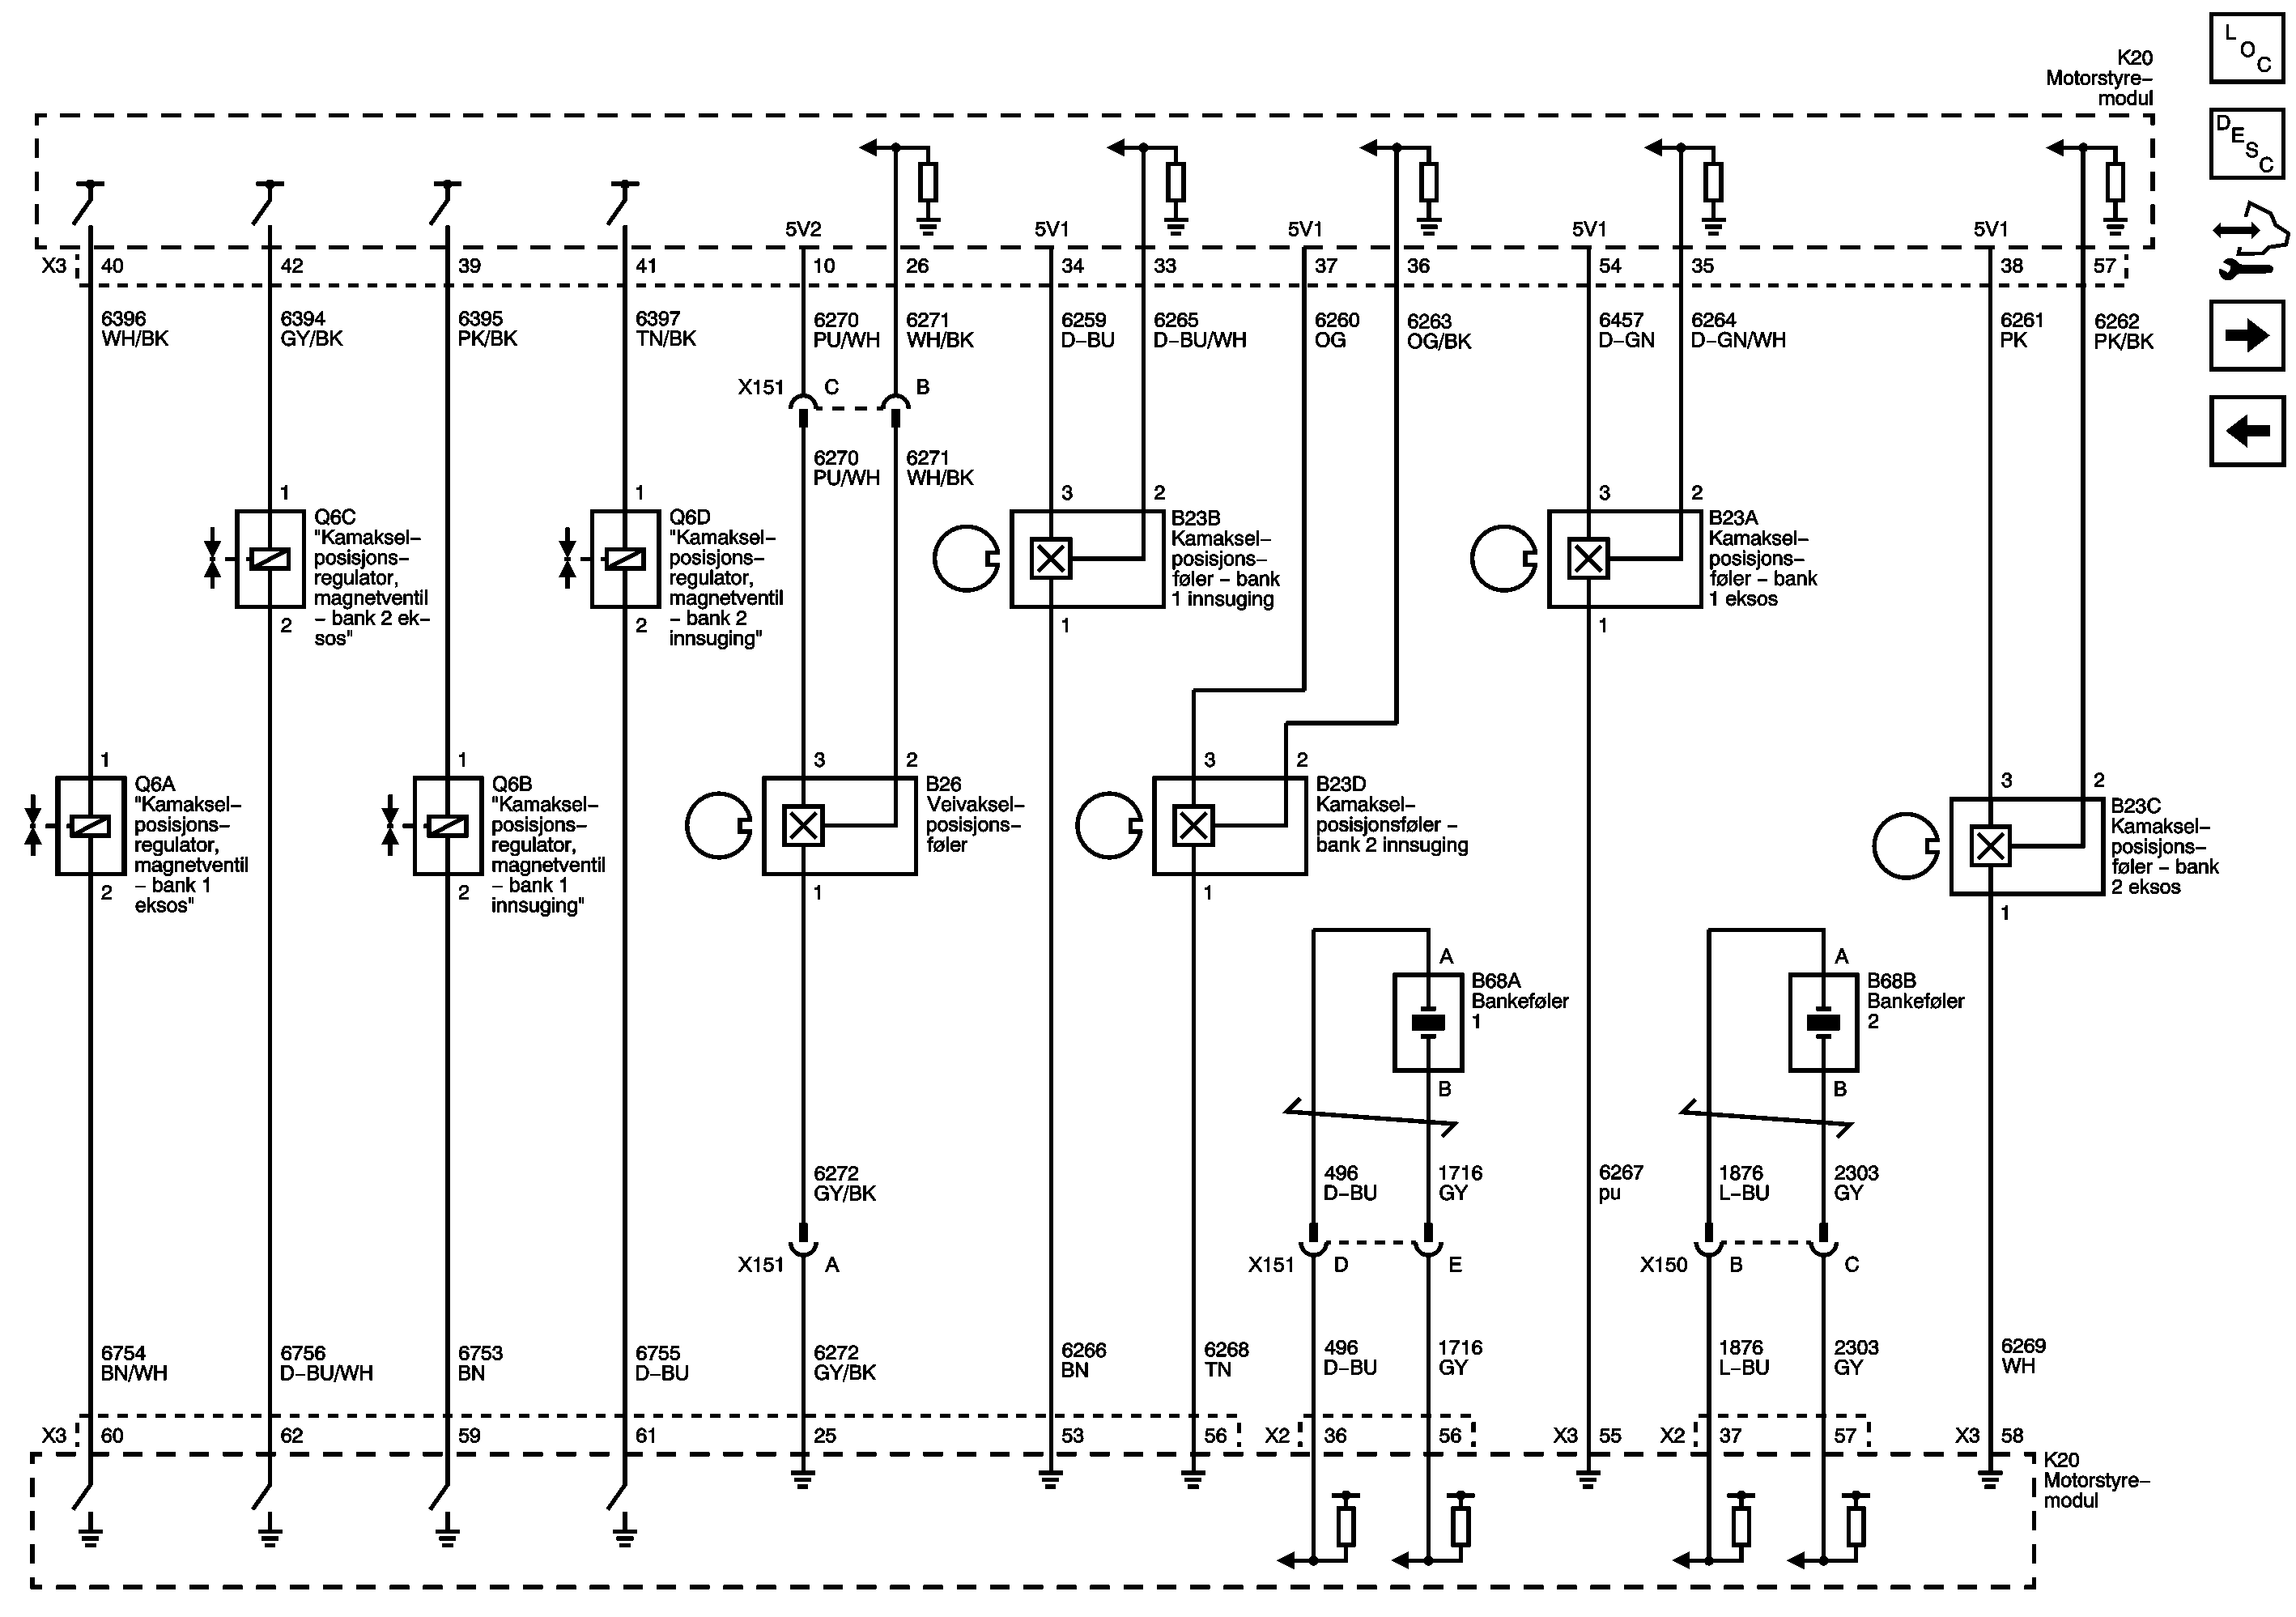 L
O
C
K20
Motorstyre–
modul
D
E
S
C
5V2
5V1
5V1
5V1
5V1
X3
40
42
39
41
10
26
34
33
37
36
54
35
38
57
6396
WH/BK
6394
GY/BK
6395
PK/BK
6397
TN/BK
6270
PU/WH
6271
WH/BK
6259
D–BU
6265
D–BU/WH
6260
OG
6263
OG/BK
6457
D–GN
6264
D–GN/WH
6261
PK
6262
PK/BK
X151
C
B
6270
PU/WH
6271
WH/BK
1
Q6C
"Kamaksel–
posisjons–
regulator,
magnetventil
– bank 2 ek–
sos"
2
1
Q6D
"Kamaksel–
posisjons–
regulator,
magnetventil
– bank 2
innsuging"
2
3
2
B23B
Kamaksel–
posisjons–
føler – bank
1 innsuging
1
3
2
B23A
Kamaksel–
posisjons–
føler – bank
1 eksos
1
1
Q6A
"Kamaksel–
posisjons–
regulator,
magnetventil
– bank 1
eksos"
2
1
Q6B
"Kamaksel–
posisjons–
regulator,
magnetventil
– bank 1
innsuging"
2
3
2
B26
Veivaksel–
posisjons–
føler
1
3
2
B23D
Kamaksel–
posisjonsføler –
bank 2 innsuging
1
3
2
B23C
Kamaksel–
posisjons–
føler – bank
2 eksos
1
A
B68A
Bankeføler
1
B
A
B68B
Bankeføler
2
B
6272
GY/BK
496
D–BU
1716
GY
6267
pu
1876
L–BU
2303
GY
X151
A
X151
D
E
X150
B
C
6754
BN/WH
6756
D–BU/WH
6753
BN
6755
D–BU
6272
GY/BK
6266
BN
6268
TN
496
D–BU
1716
GY
1876
L–BU
2303
GY
6269
WH
X3
60
62
59
61
25
53
56
X2
36
56
X3
55
X2
37
57
X3
58
K20
Motorstyre–
modul